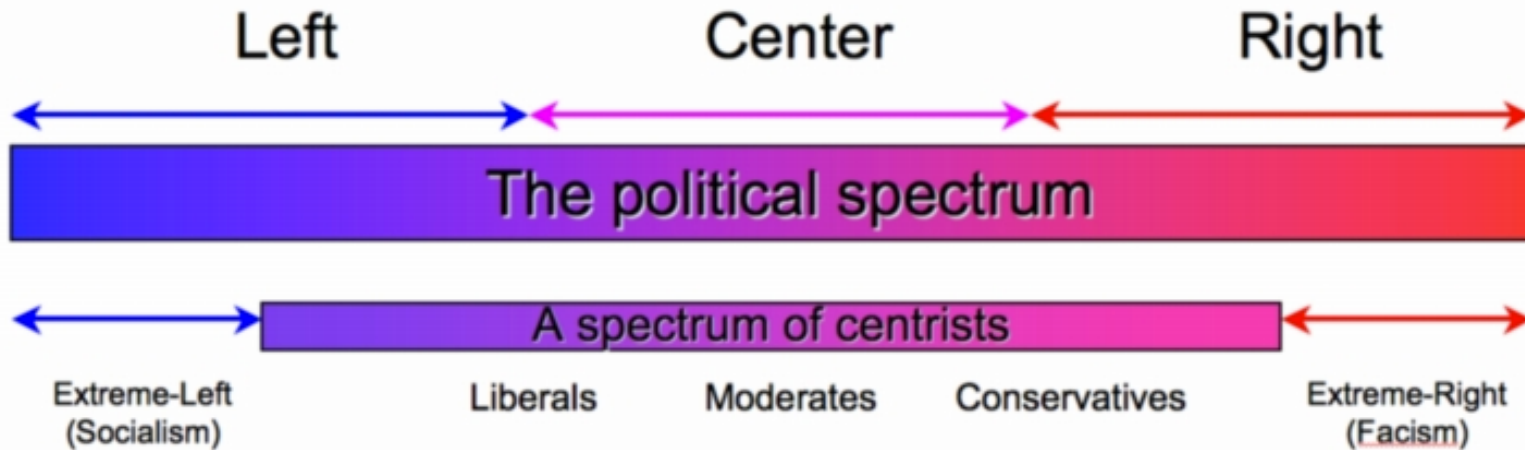 Left Center Right
The political spectrum
A spectrum of centrists
Extreme-Left Liberals Moderates Conservatives Extreme-Right
(Socialism) (Facism)